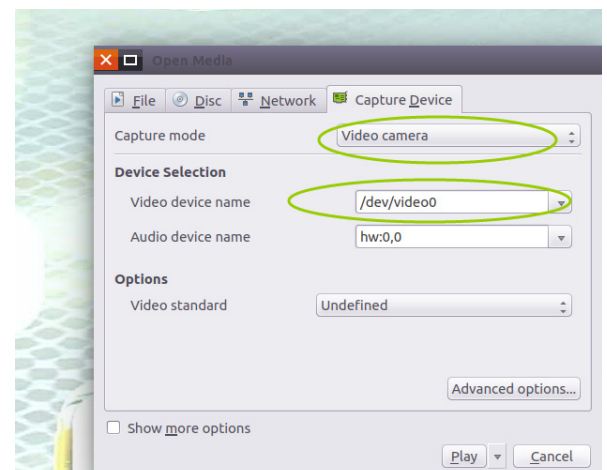 Open Media
File Disc Network Capture Device
Capture mode Video camera
Device Selection
Video device name /dev/video0
Audio device name hw:0,0
Options
Video standard Undefined
Advanced options...
Show more options
Play Cancel